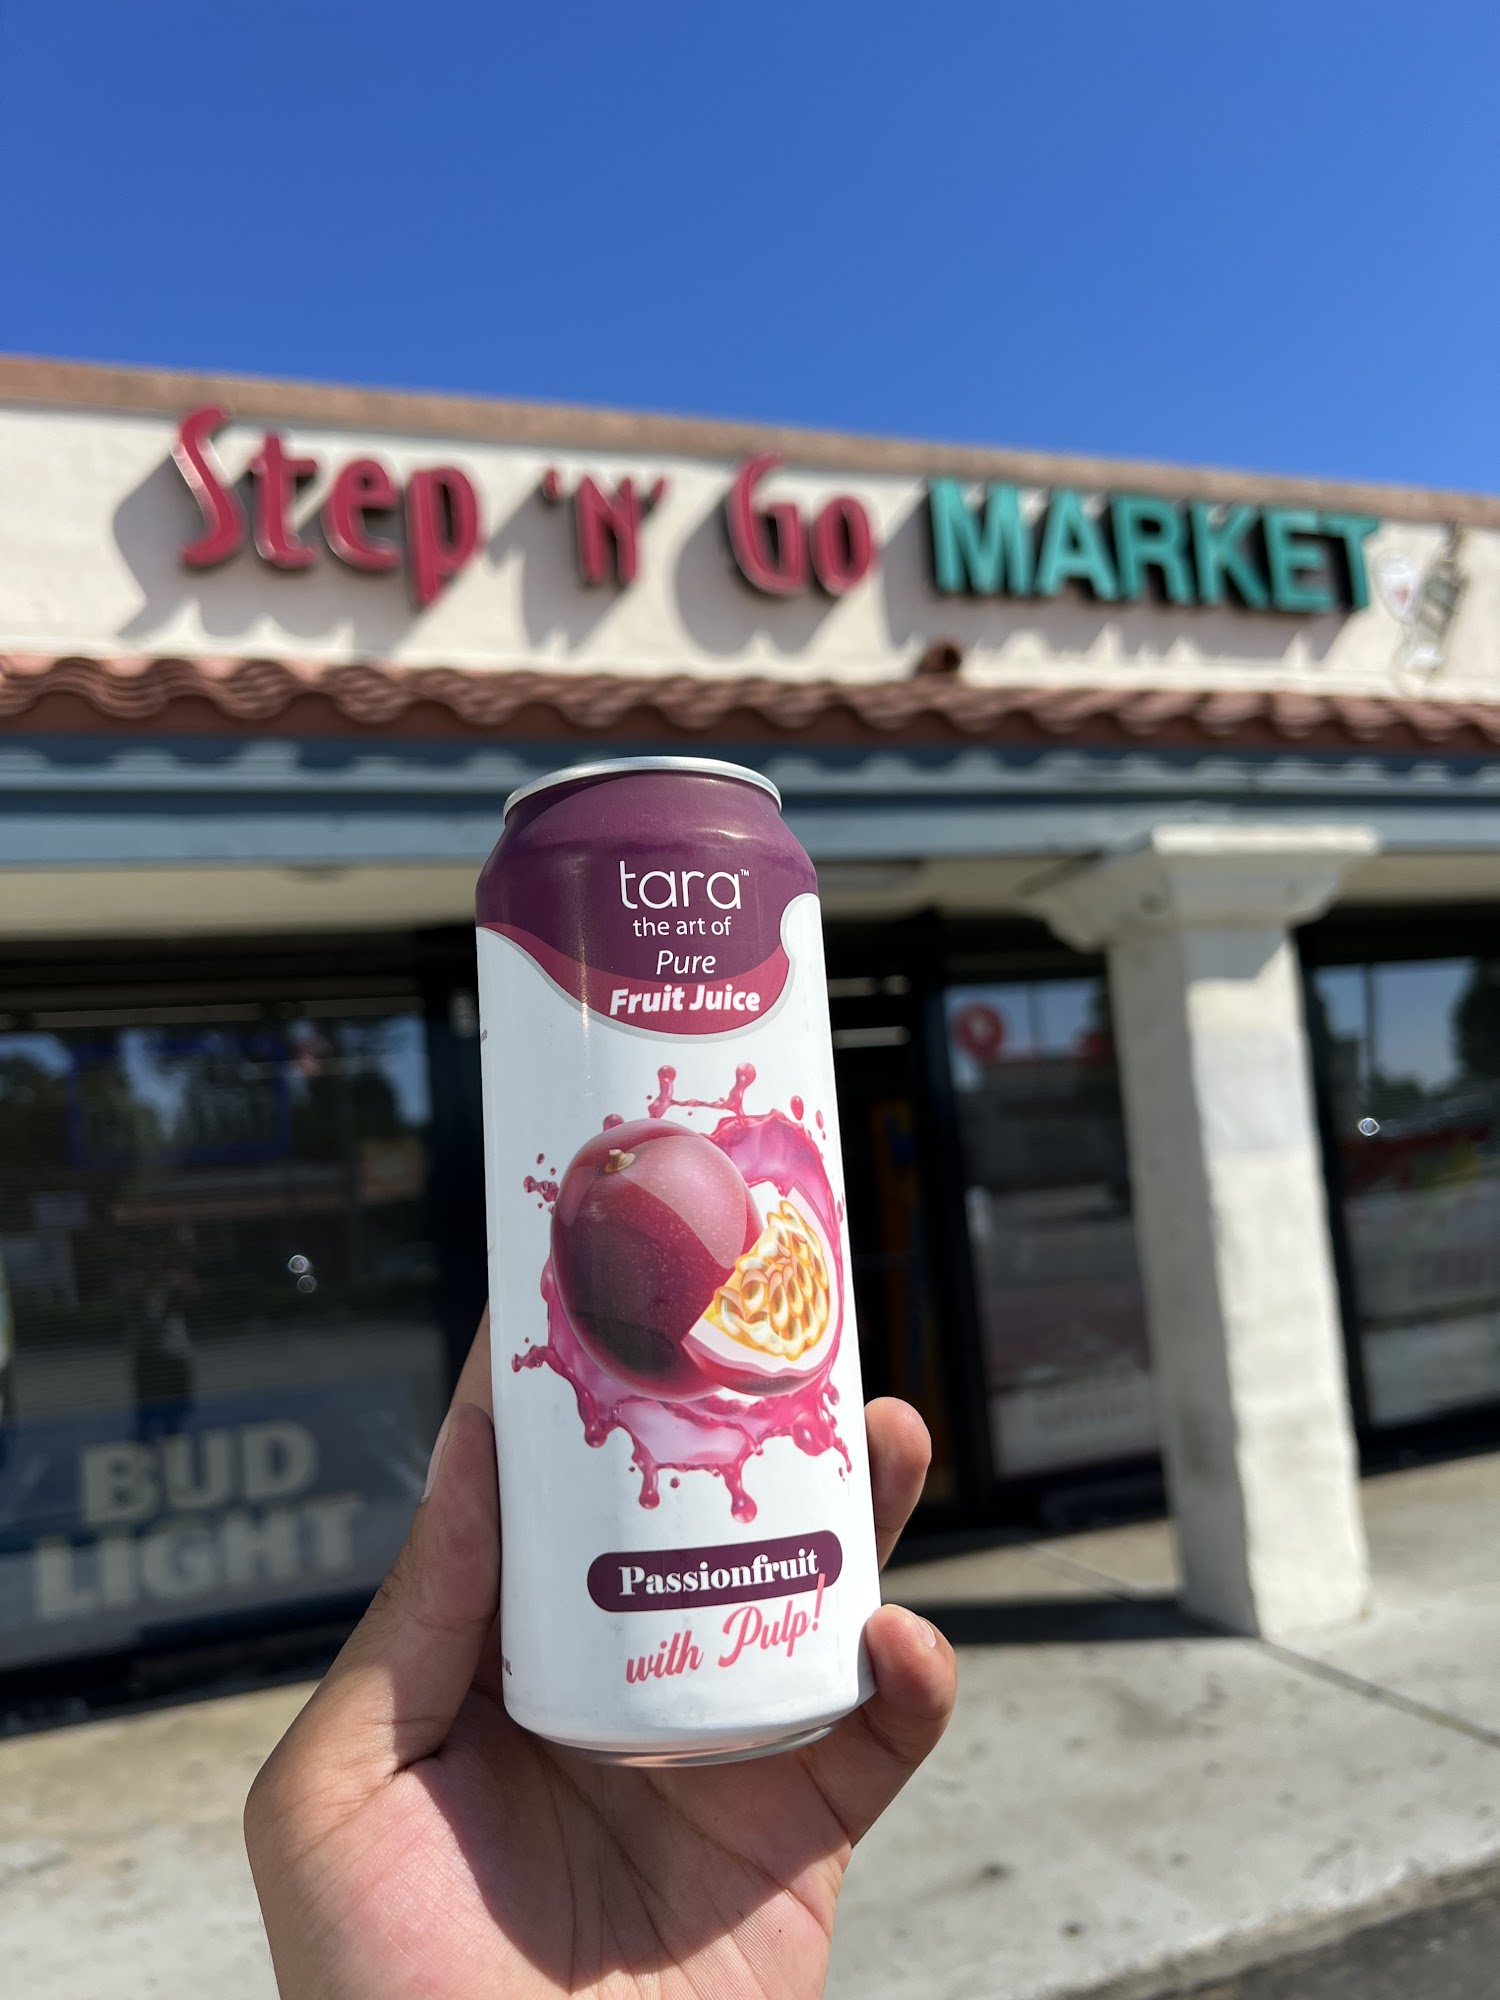 Step 'N' Go MARKET
tara™
the art of
Pure
Fruit Juice
Passionfruit
with Pulp!
BUD
LIGHT